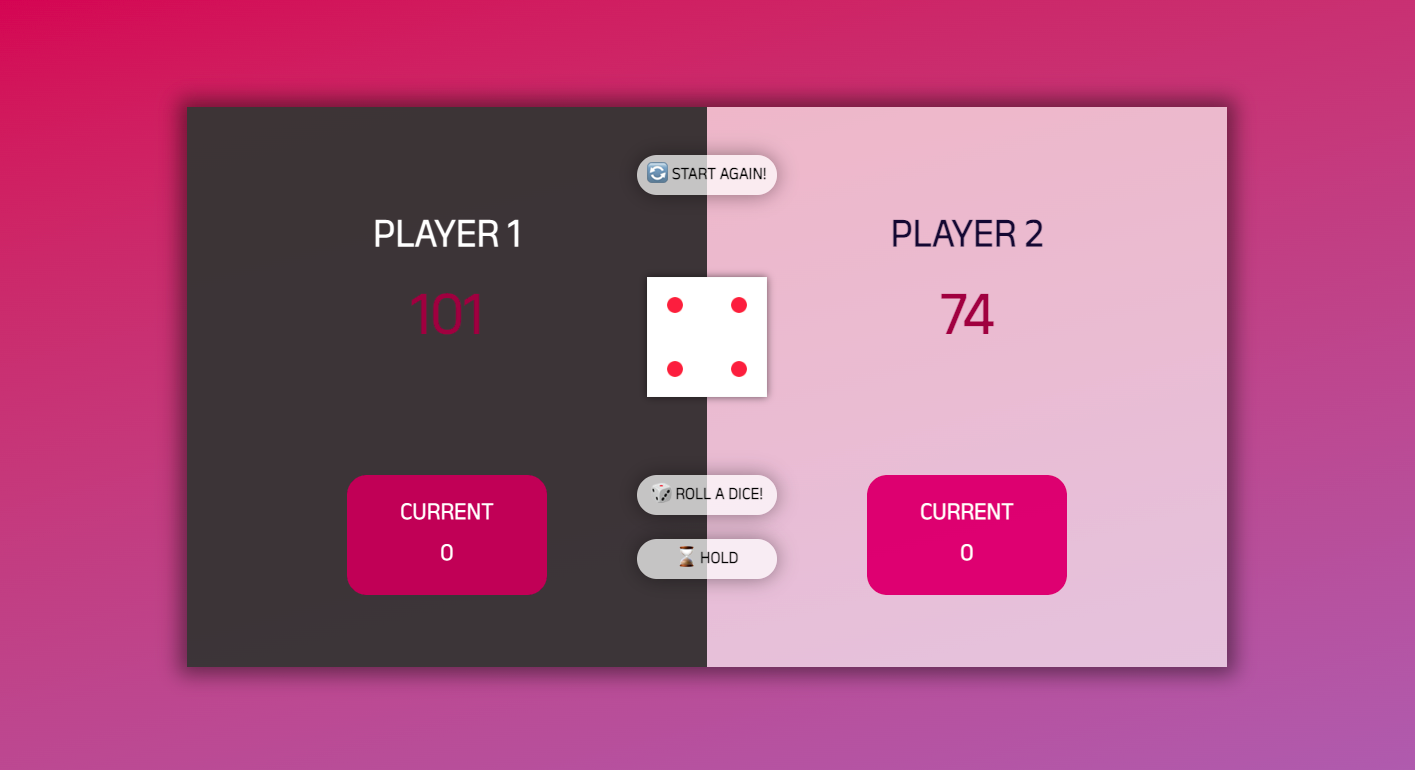 START AGAIN!
PLAYER 1
101
PLAYER 2
74
CURRENT
0
ROLL A DICE!
HOLD
CURRENT
0